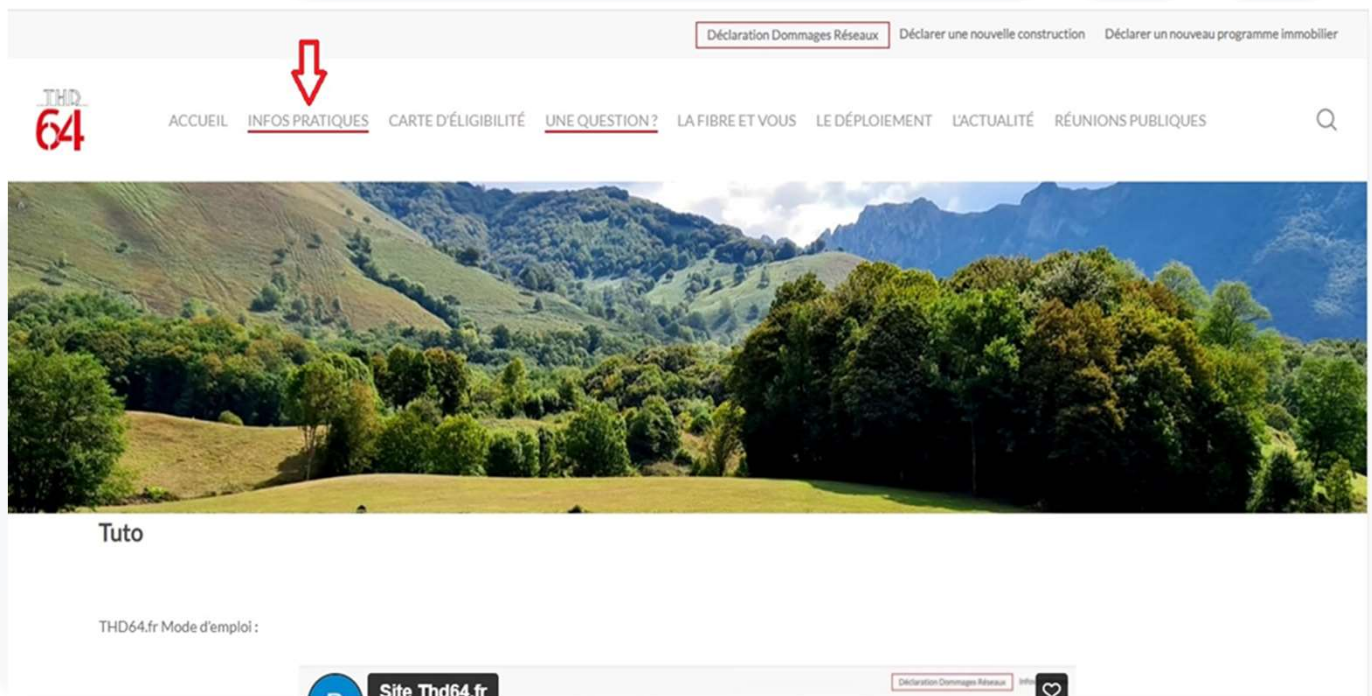 Déclaration Dommages Réseaux Déclarer une nouvelle construction Déclarer un nouveau programme immobilier
THD
64
ACCUEIL INFOS PRATIQUES CARTE D'ÉLIGIBILITÉ UNE QUESTION ? LA FIBRE ET VOUS LE DÉPLOIEMENT L'ACTUALITÉ RÉUNIONS PUBLIQUES
Tuto
THD64.fr Mode d'emploi :
Déclaration Dommages Réseaux
Site Thd64.fr